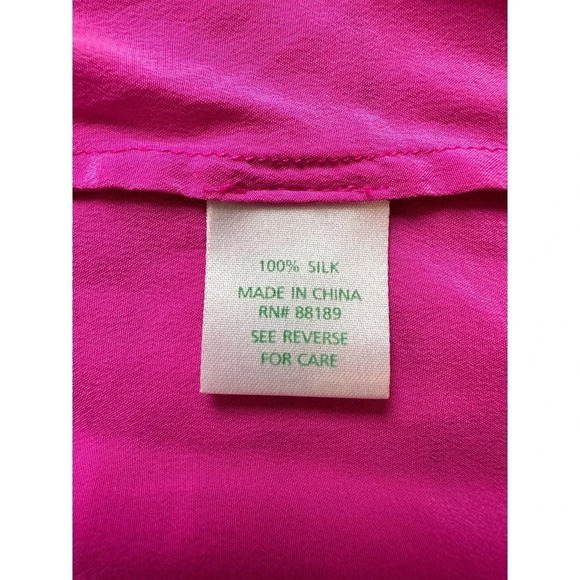 100% SILK
MADE IN CHINA
RN# 88189
SEE REVERSE
FOR CARE